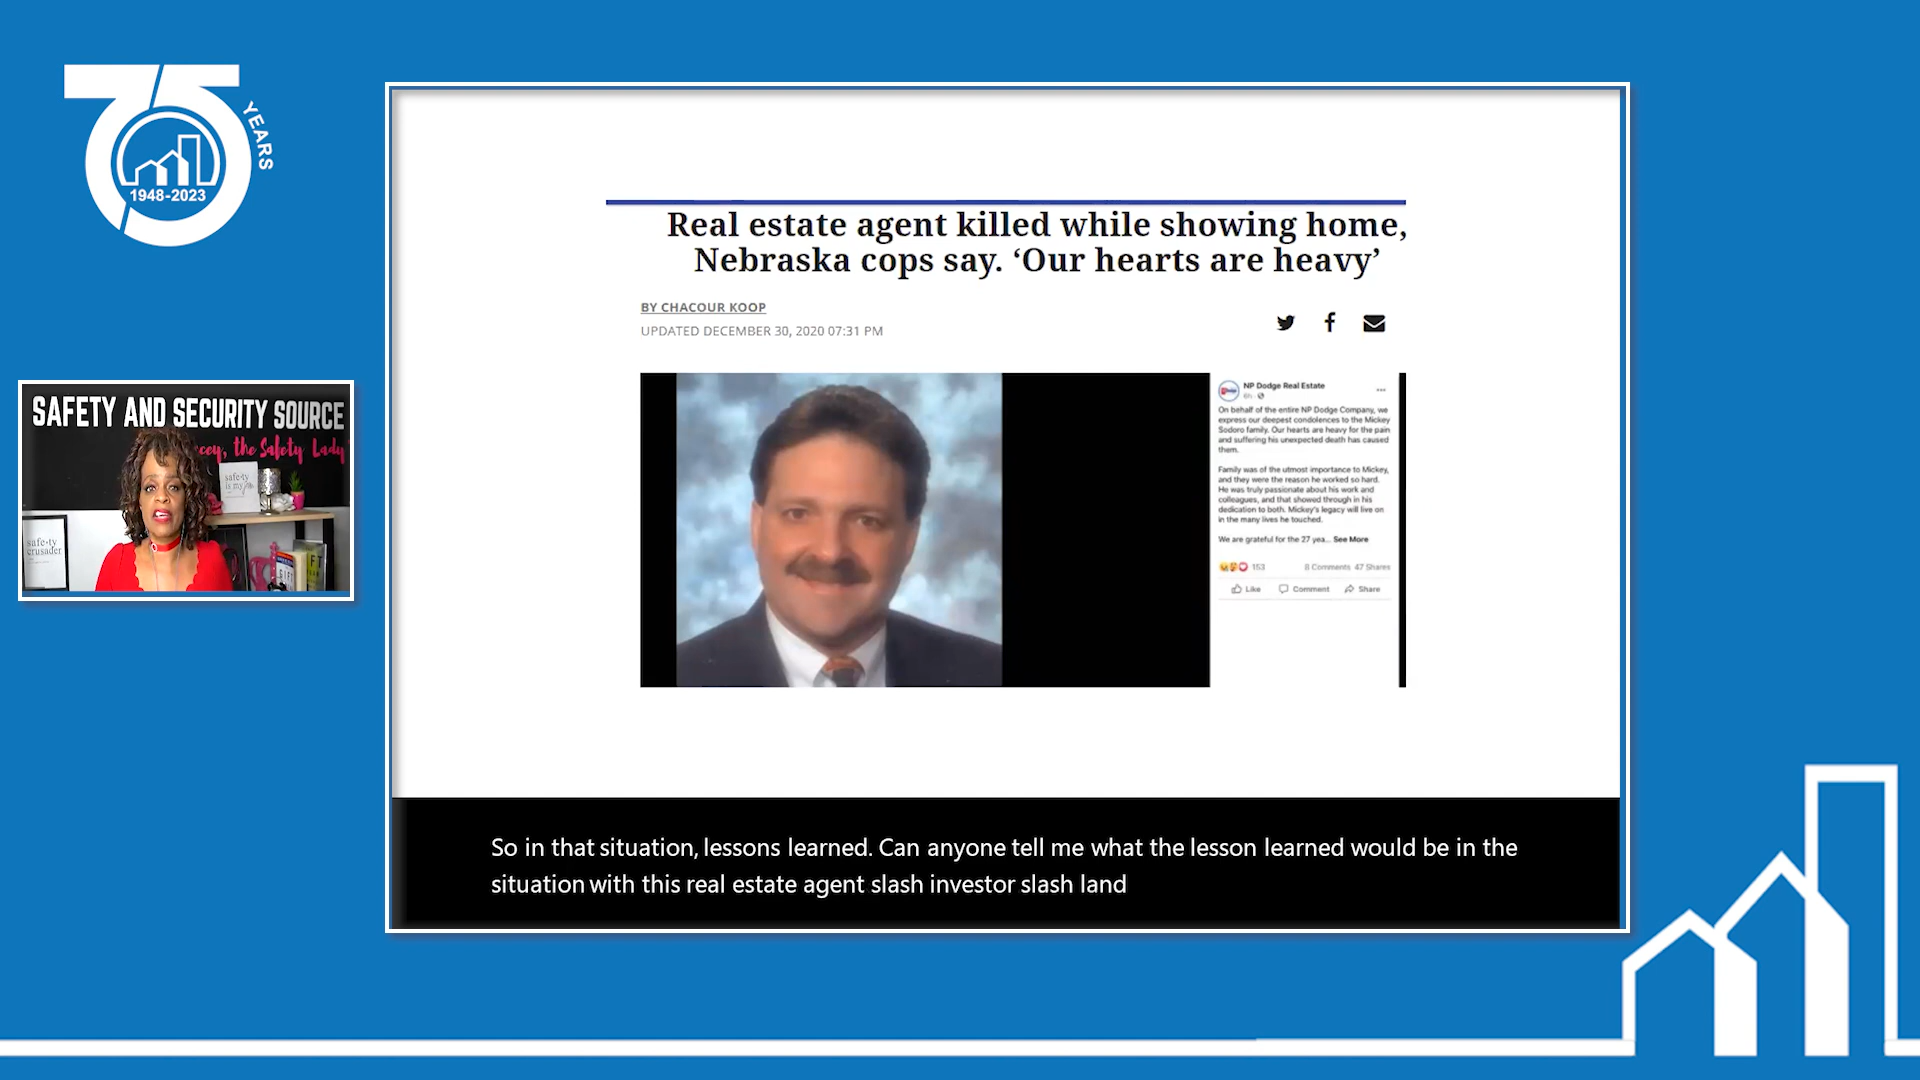 75
YEARS
1948-2023
SAFETY AND SECURITY SOURCE
cey, the Safety Lady
safe•ty
is my
safe•ty
crusader
GIFT
Real estate agent killed while showing home,
Nebraska cops say. ‘Our hearts are heavy’
BY CHACOUR KOOP
UPDATED DECEMBER 30, 2020 07:31 PM
NP Dodge Real Estate
On behalf of the entire NP Dodge Company, we
express our deepest condolences to the Mickey
Sodoro family. Our hearts are heavy for the pain
and suffering his unexpected death has caused
them.
Family was of the utmost importance to Mickey,
and they were the reason he worked so hard.
He was truly passionate about his work and
colleagues, and that showed through in his
dedication to both. Mickey's legacy will live on
in the many lives he touched.
We are grateful for the 27 yea... See More
153 8 Comments 47 Shares
Like Comment Share
So in that situation, lessons learned. Can anyone tell me what the lesson learned would be in the
situation with this real estate agent slash investor slash land